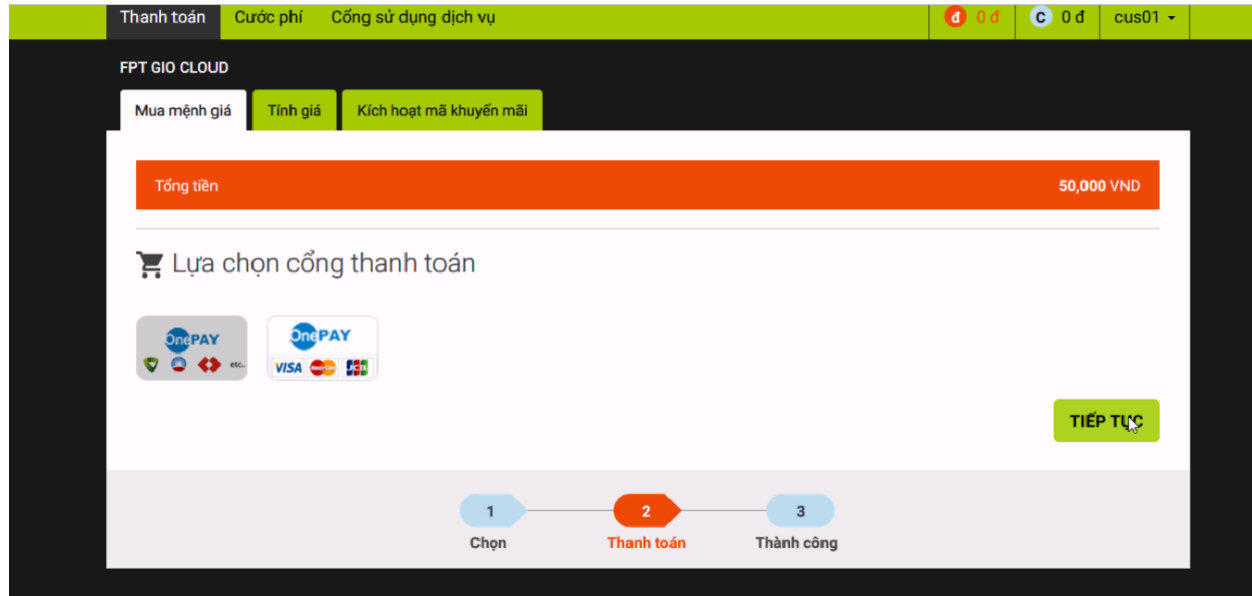 Thanh toán Cước phí Cổng sử dụng dịch vụ đ 0 đ C 0 đ cus01
FPT GIO CLOUD
Mua mệnh giá Tính giá Kích hoạt mã khuyến mãi
Tổng tiền 50,000 VND
Lựa chọn cổng thanh toán
OnePAY OnePAY
etc.. VISA MasterCard JCB
TIẾP TỤC
1 2 3
Chọn Thanh toán Thành công